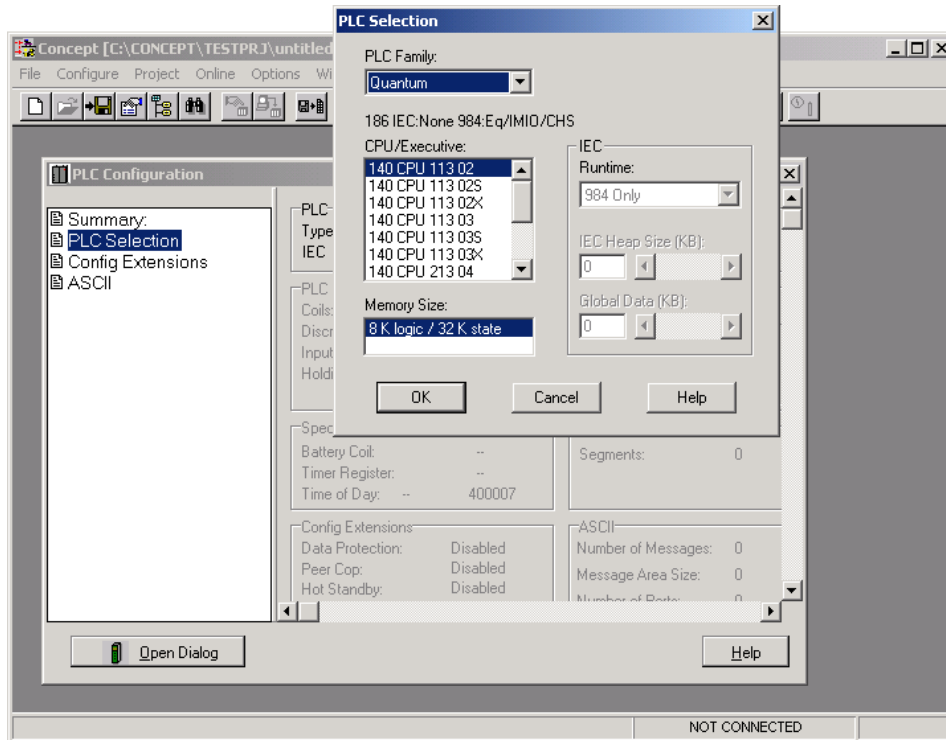 PLC Selection
Concept [C:\CONCEPT\TESTPRJ\untitled
File Configure Project Online Options Wi
PLC Family:
Quantum
186 IEC:None 984:Eq/IMIO/CHS
CPU/Executive:
140 CPU 113 02
140 CPU 113 02S
140 CPU 113 02X
140 CPU 113 03
140 CPU 113 03S
140 CPU 113 03X
140 CPU 213 04
Memory Size:
8 K logic / 32 K state
IEC
Runtime:
984 Only
IEC Heap Size (KB):
0
Global Data (KB):
0
OK Cancel Help
PLC Configuration
Summary:
PLC Selection
Config Extensions
ASCII
PLC
Type
IEC
PLC
Coils:
Discr
Input
Holdi
Spec
Battery Coil: --
Timer Register: --
Time of Day: -- 400007
Segments: 0
Config Extensions
Data Protection: Disabled
Peer Cop: Disabled
Hot Standby: Disabled
ASCII
Number of Messages: 0
Message Area Size: 0
Number of Ports: 0
Open Dialog Help
NOT CONNECTED